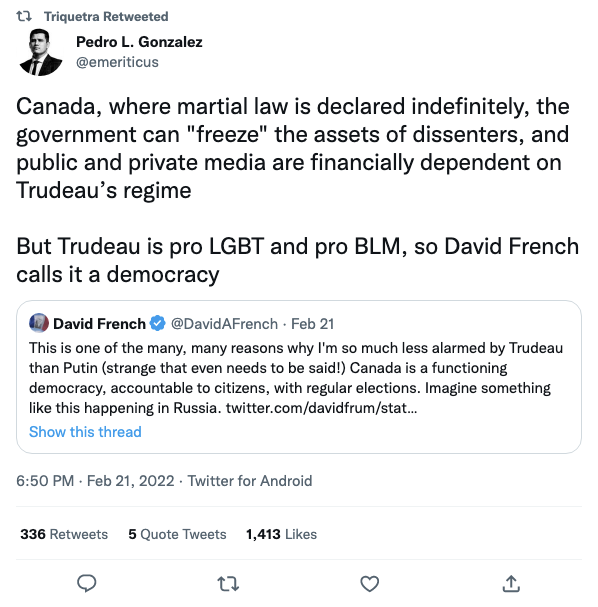 Triquetra Retweeted
Pedro L. Gonzalez
@emeriticus
Canada, where martial law is declared indefinitely, the
government can "freeze" the assets of dissenters, and
public and private media are financially dependent on
Trudeau’s regime
But Trudeau is pro LGBT and pro BLM, so David French
calls it a democracy
David French @DavidAFrench · Feb 21
This is one of the many, many reasons why I'm so much less alarmed by Trudeau
than Putin (strange that even needs to be said!) Canada is a functioning
democracy, accountable to citizens, with regular elections. Imagine something
like this happening in Russia. twitter.com/davidfrum/stat…
Show this thread
6:50 PM · Feb 21, 2022 · Twitter for Android
336 Retweets 5 Quote Tweets 1,413 Likes